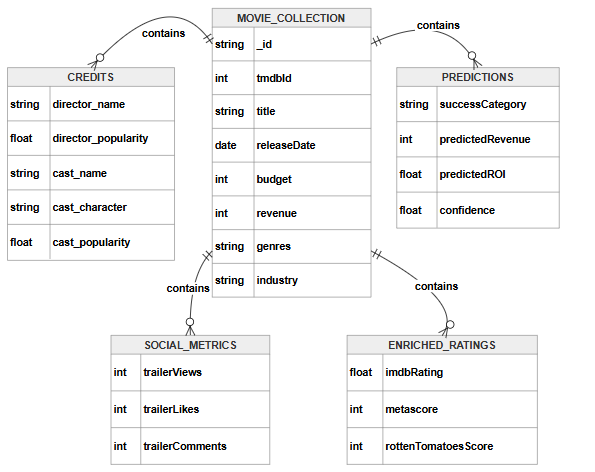 MOVIE_COLLECTION
string _id
int tmdbId
string title
date releaseDate
int budget
int revenue
string genres
string industry
contains
contains
contains
contains
CREDITS
string director_name
float director_popularity
string cast_name
string cast_character
float cast_popularity
PREDICTIONS
string successCategory
int predictedRevenue
float predictedROI
float confidence
SOCIAL_METRICS
int trailerViews
int trailerLikes
int trailerComments
ENRICHED_RATINGS
float imdbRating
int metascore
int rottenTomatoesScore